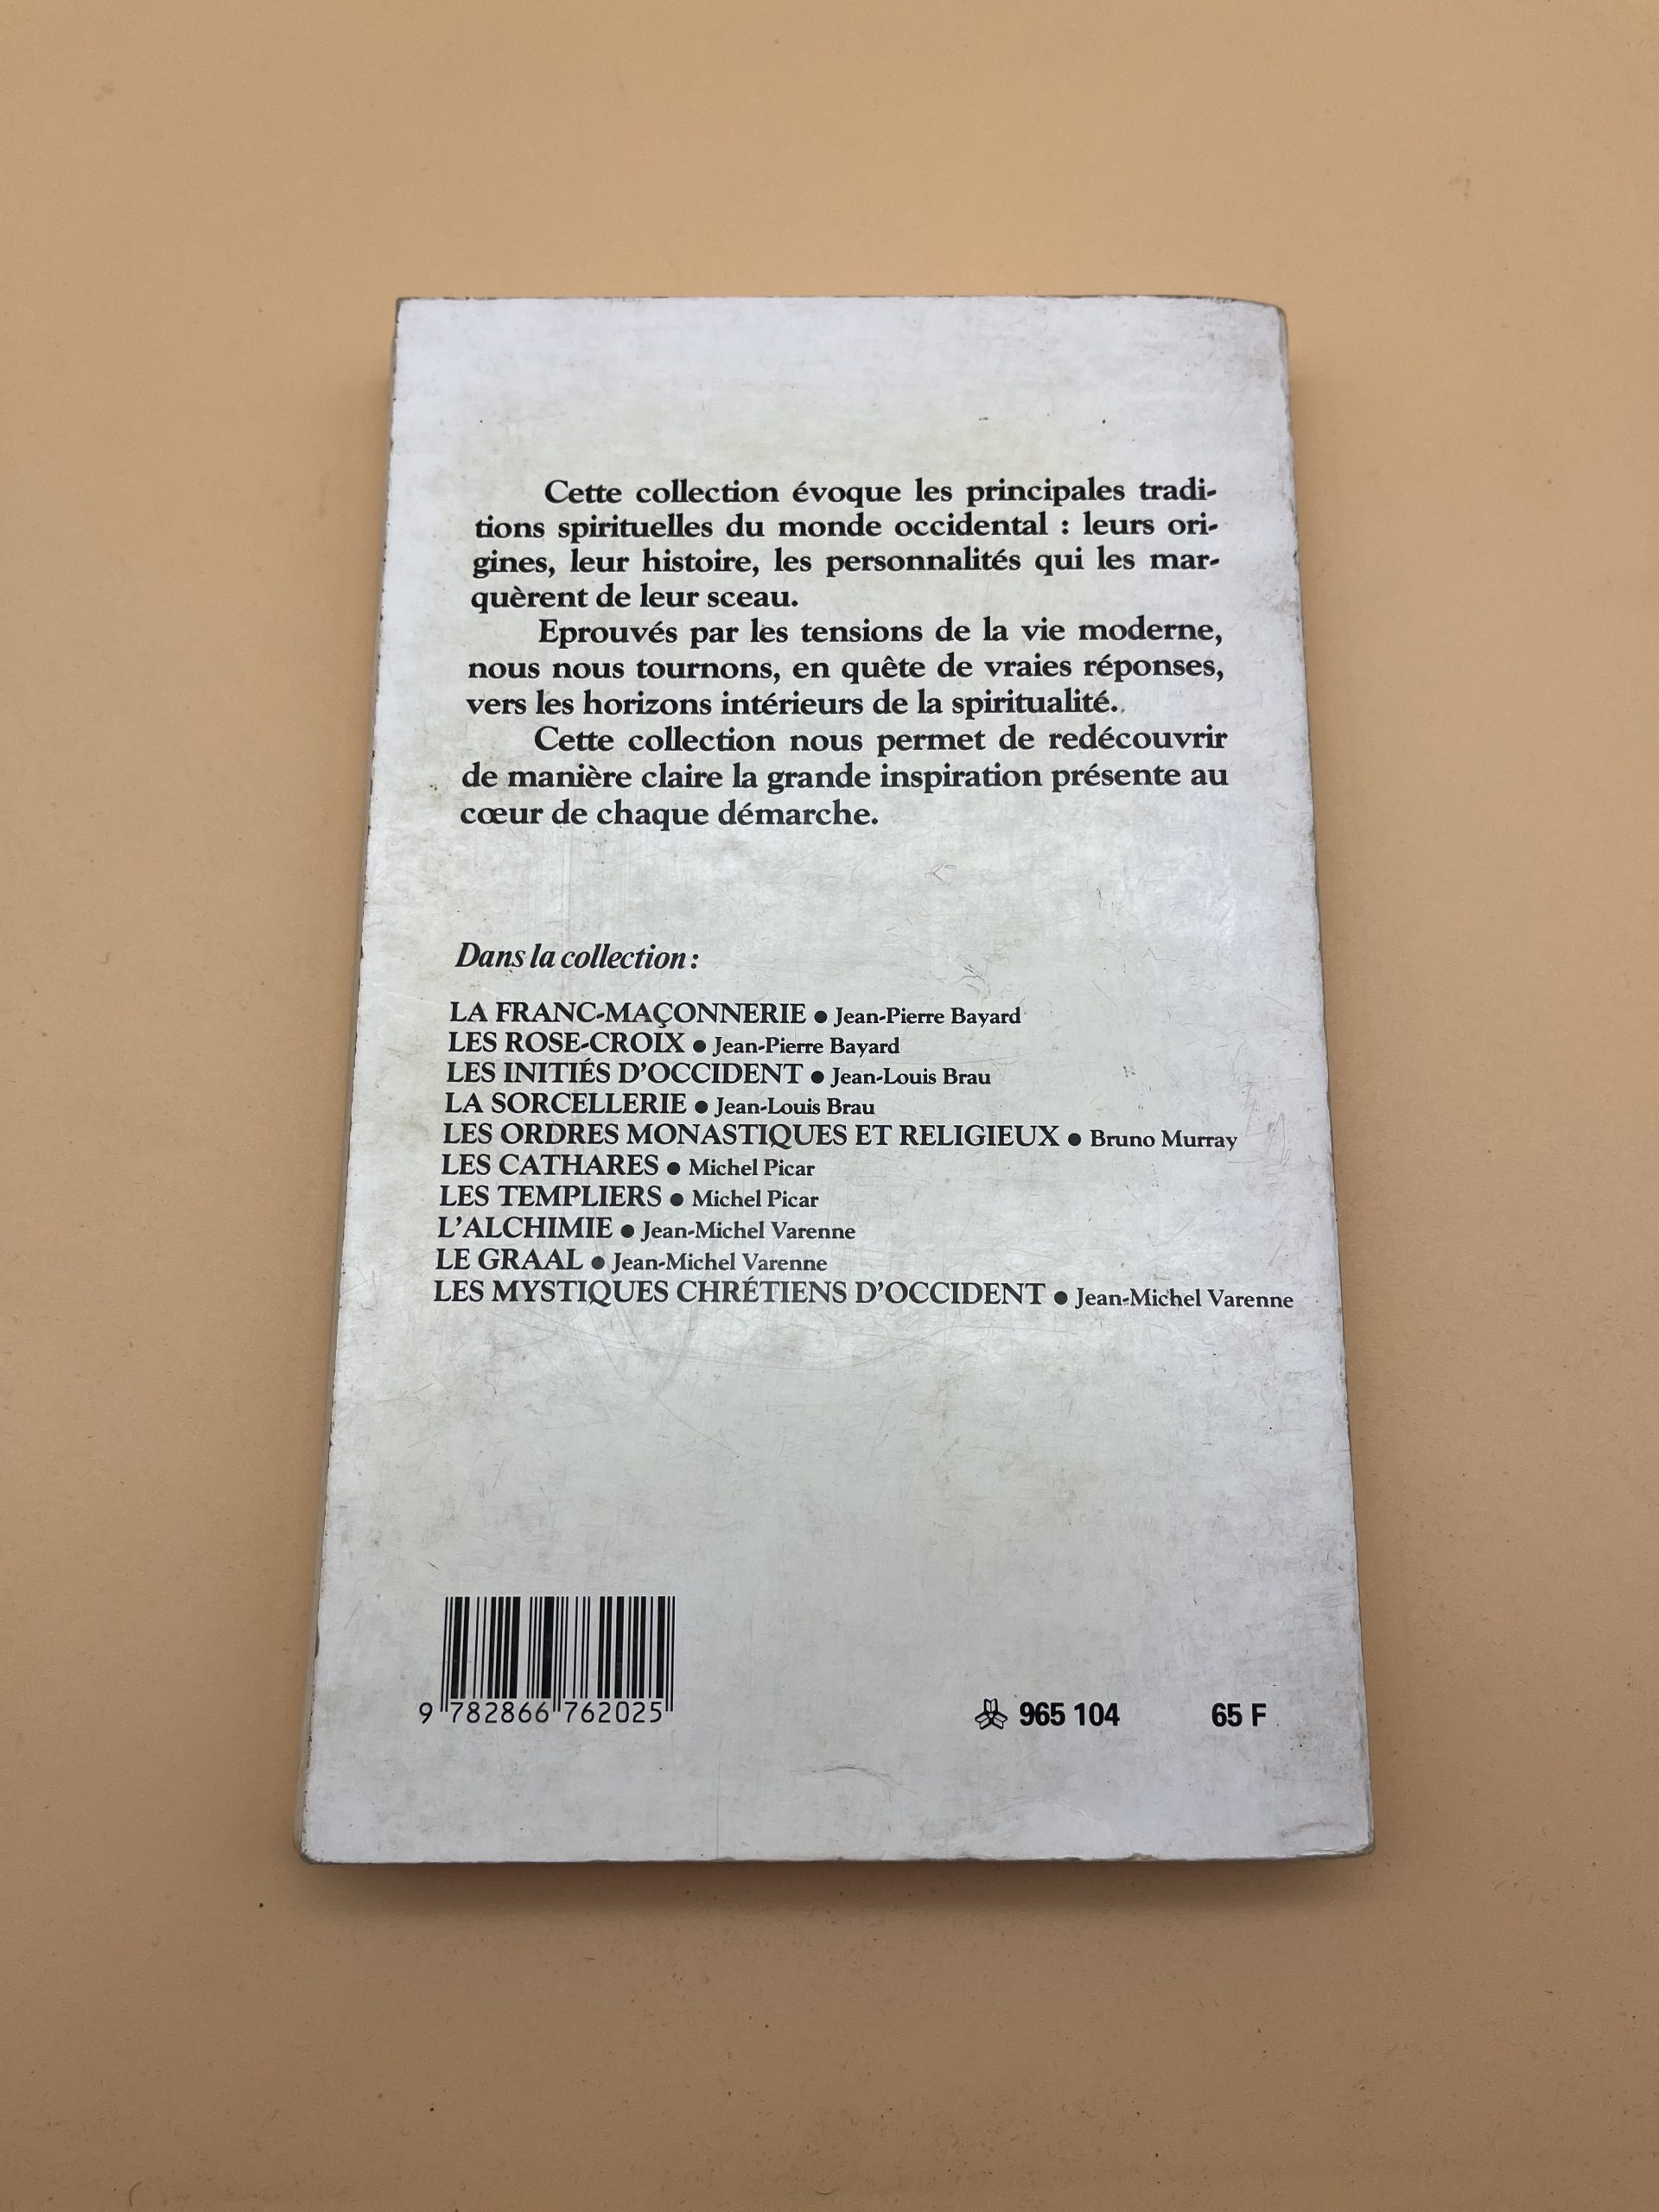 Cette collection évoque les principales tradi-
tions spirituelles du monde occidental : leurs ori-
gines, leur histoire, les personnalités qui les mar-
quèrent de leur sceau.
Eprouvés par les tensions de la vie moderne,
nous nous tournons, en quête de vraies réponses,
vers les horizons intérieurs de la spiritualité.
Cette collection nous permet de redécouvrir
de manière claire la grande inspiration présente au
cœur de chaque démarche.
Dans la collection :
LA FRANC-MAÇONNERIE ● Jean-Pierre Bayard
LES ROSE-CROIX ● Jean-Pierre Bayard
LES INITIÉS D'OCCIDENT ● Jean-Louis Brau
LA SORCELLERIE ● Jean-Louis Brau
LES ORDRES MONASTIQUES ET RELIGIEUX ● Bruno Murray
LES CATHARES ● Michel Picar
LES TEMPLIERS ● Michel Picar
L'ALCHIMIE ● Jean-Michel Varenne
LE GRAAL ● Jean-Michel Varenne
LES MYSTIQUES CHRÉTIENS D'OCCIDENT ● Jean-Michel Varenne
9 782866 762025
965 104 65 F